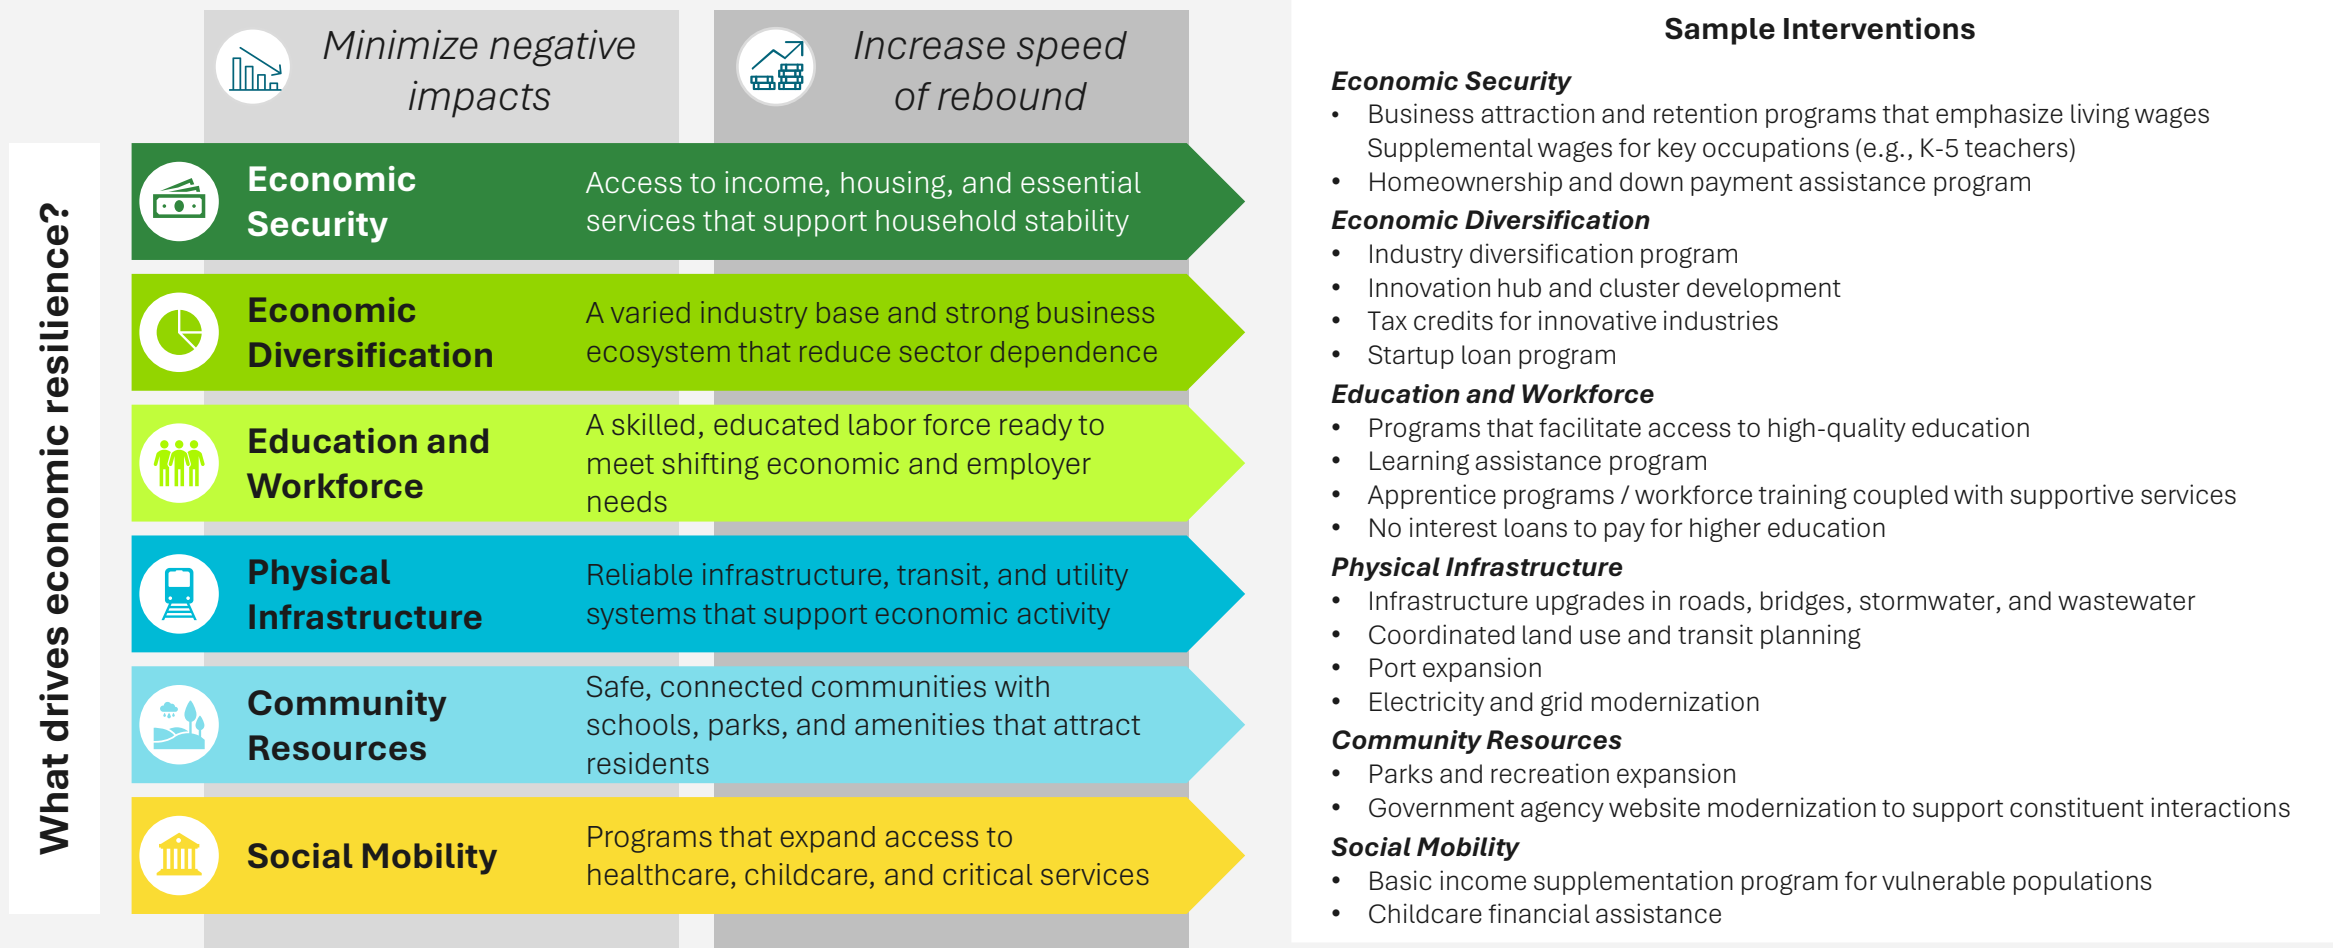 Minimize negative
impacts
Increase speed
of rebound
What drives economic resilience?
Economic
Security
Access to income, housing, and essential
services that support household stability
Economic
Diversification
A varied industry base and strong business
ecosystem that reduce sector dependence
Education and
Workforce
A skilled, educated labor force ready to
meet shifting economic and employer
needs
Physical
Infrastructure
Reliable infrastructure, transit, and utility
systems that support economic activity
Community
Resources
Safe, connected communities with
schools, parks, and amenities that attract
residents
Social Mobility
Programs that expand access to
healthcare, childcare, and critical services
Sample Interventions
Economic Security
• Business attraction and retention programs that emphasize living wages
Supplemental wages for key occupations (e.g., K-5 teachers)
• Homeownership and down payment assistance program
Economic Diversification
• Industry diversification program
• Innovation hub and cluster development
• Tax credits for innovative industries
• Startup loan program
Education and Workforce
• Programs that facilitate access to high-quality education
• Learning assistance program
• Apprentice programs / workforce training coupled with supportive services
• No interest loans to pay for higher education
Physical Infrastructure
• Infrastructure upgrades in roads, bridges, stormwater, and wastewater
• Coordinated land use and transit planning
• Port expansion
• Electricity and grid modernization
Community Resources
• Parks and recreation expansion
• Government agency website modernization to support constituent interactions
Social Mobility
• Basic income supplementation program for vulnerable populations
• Childcare financial assistance